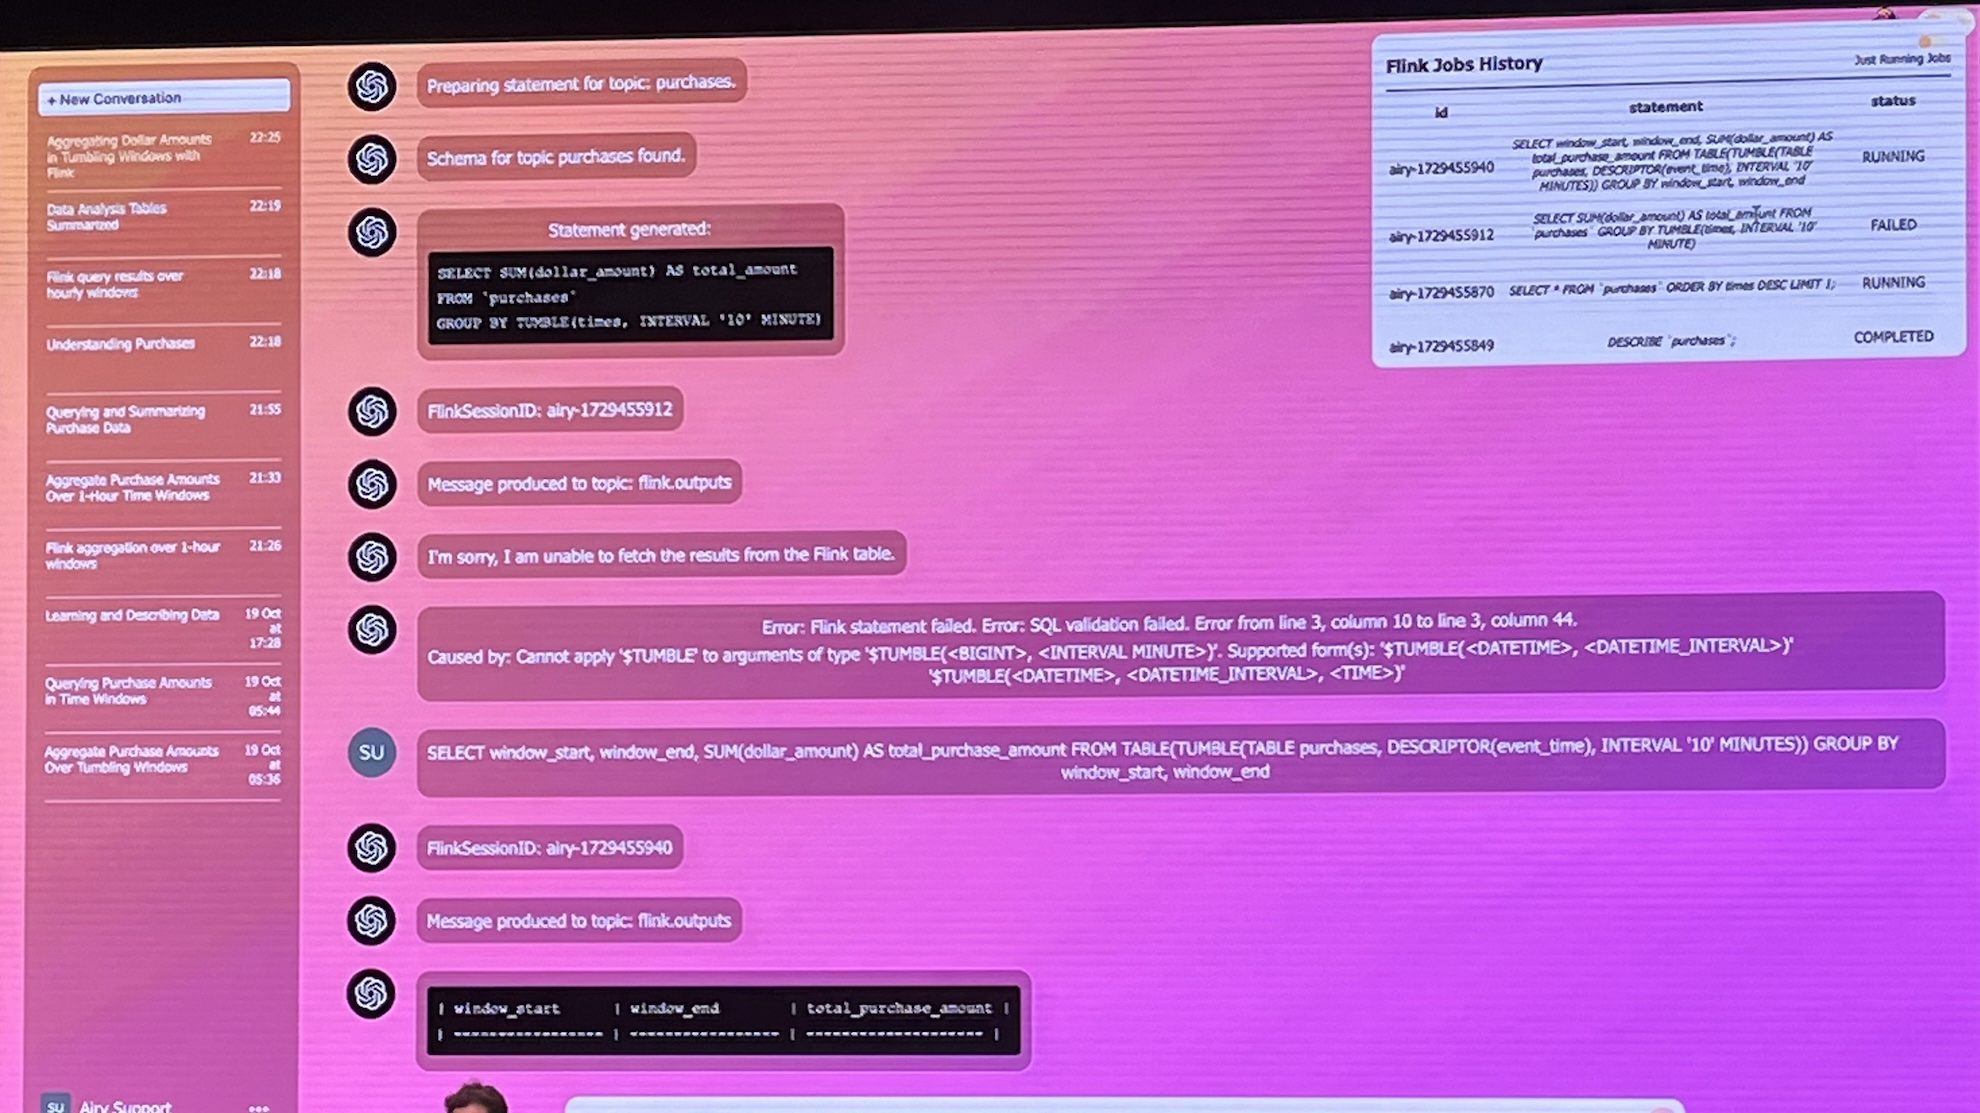 + New Conversation
Aggregating Dollar Amounts 22:25
in Tumbling Windows with
Flink
Data Analysis Tables 22:19
Summarized
Flink query results over 22:18
hourly windows
Understanding Purchases 22:18
Querying and Summarizing 21:55
Purchase Data
Aggregate Purchase Amounts 21:33
Over 1-Hour Time Windows
Flink aggregation over 1-hour 21:26
windows
Learning and Describing Data 19 Oct
at
17:28
Querying Purchase Amounts 19 Oct
in Time Windows at
05:44
Aggregate Purchase Amounts 19 Oct
Over Tumbling Windows at
05:36
SU Airy Support ...
Preparing statement for topic: purchases.
Schema for topic purchases found.
Statement generated:
SELECT SUM(dollar_amount) AS total_amount
FROM `purchases`
GROUP BY TUMBLE(times, INTERVAL '10' MINUTE)
FlinkSessionID: airy-1729455912
Message produced to topic: flink.outputs
I'm sorry, I am unable to fetch the results from the Flink table.
Error: Flink statement failed. Error: SQL validation failed. Error from line 3, column 10 to line 3, column 44.
Caused by: Cannot apply '$TUMBLE' to arguments of type '$TUMBLE(<BIGINT>, <INTERVAL MINUTE>)'. Supported form(s): '$TUMBLE(<DATETIME>, <DATETIME_INTERVAL>)'
'$TUMBLE(<DATETIME>, <DATETIME_INTERVAL>, <TIME>)'
SU
SELECT window_start, window_end, SUM(dollar_amount) AS total_purchase_amount FROM TABLE(TUMBLE(TABLE purchases, DESCRIPTOR(event_time), INTERVAL '10' MINUTES)) GROUP BY
window_start, window_end
FlinkSessionID: airy-1729455940
Message produced to topic: flink.outputs
| window_start | window_end | total_purchase_amount |
| ----------------- | ----------------- | -------------------- |
Flink Jobs History Just Running Jobs
id statement status
airy-1729455940
SELECT window_start, window_end, SUM(dollar_amount) AS
total_purchase_amount FROM TABLE(TUMBLE(TABLE
purchases, DESCRIPTOR(event_time), INTERVAL '10'
MINUTES)) GROUP BY window_start, window_end
RUNNING
airy-1729455912
SELECT SUM(dollar_amount) AS total_amount FROM
`purchases` GROUP BY TUMBLE(times, INTERVAL '10'
MINUTE)
FAILED
airy-1729455870 SELECT * FROM `purchases` ORDER BY times DESC LIMIT 1; RUNNING
airy-1729455849 DESCRIBE `purchases`; COMPLETED